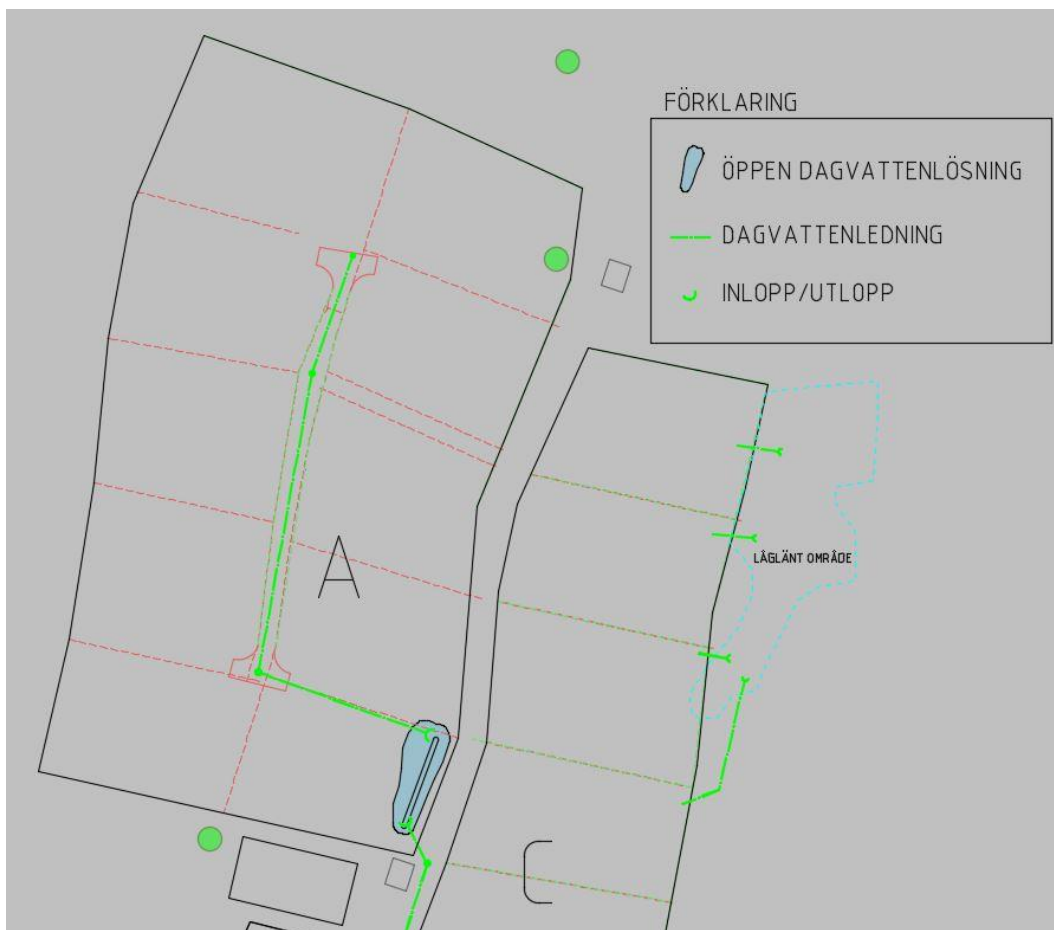 FÖRKLARING
ÖPPEN DAGVATTENLÖSNING
DAGVATTENLEDNING
INLOPP/UTLOPP
LÅGLÄNT OMRÅDE
A
C